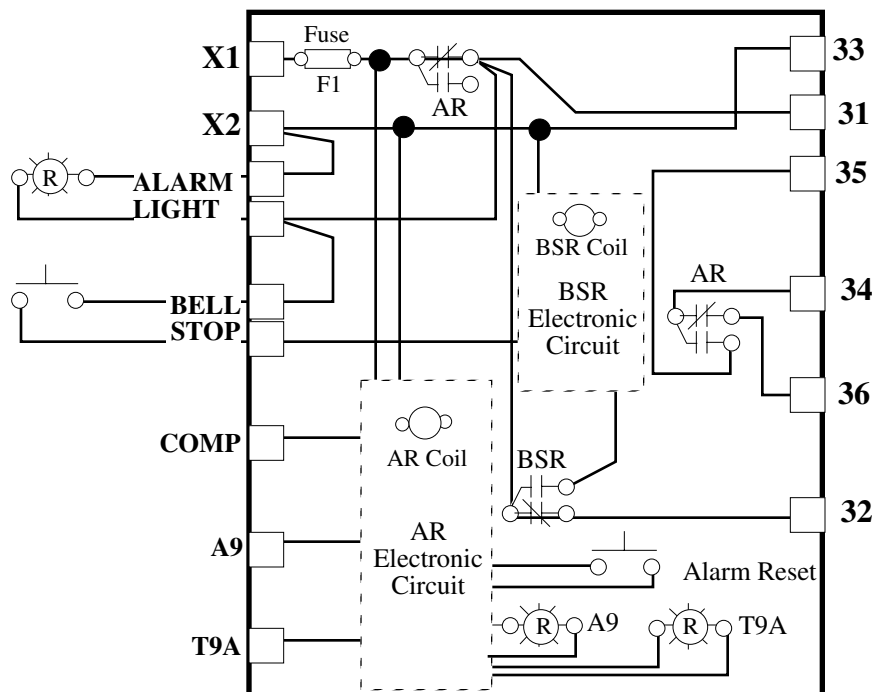 Fuse
X1
33
F1
AR
31
X2
35
R
ALARM
LIGHT
BSR Coil
AR
34
BELL
STOP
BSR
Electronic
Circuit
36
COMP
AR Coil
BSR
32
A9
AR
Electronic
Circuit
Alarm Reset
T9A
R
A9
R
T9A